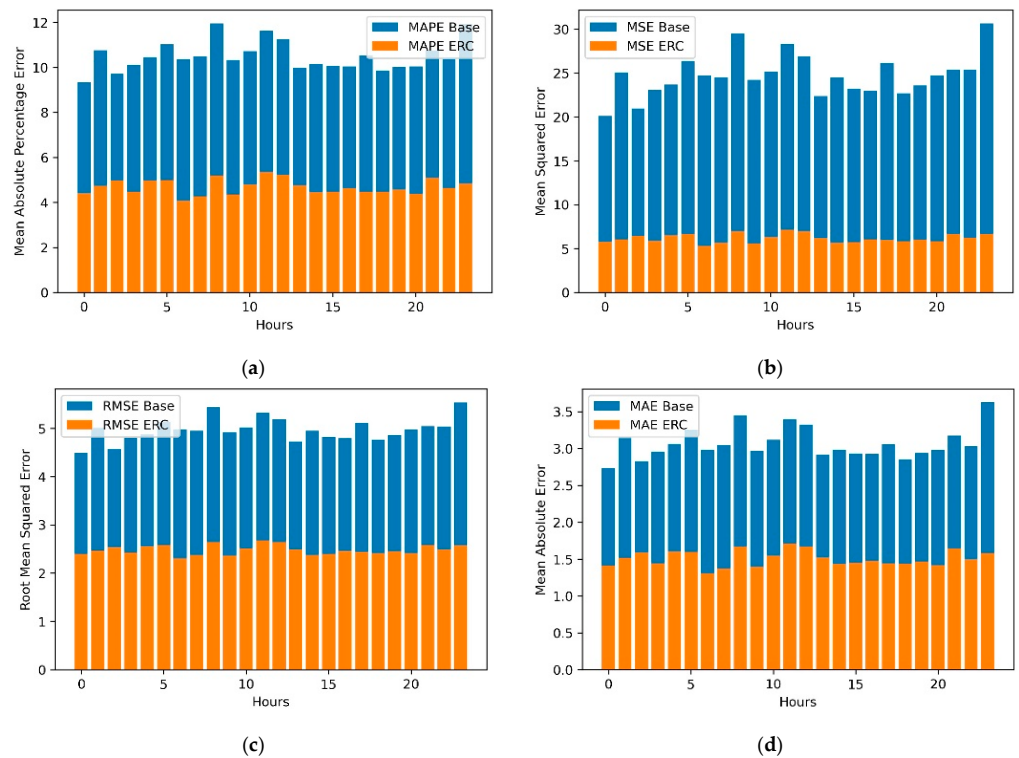 12
10
8
6
4
2
0
Mean Absolute Percentage Error
MAPE Base
MAPE ERC
0 5 10 15 20
Hours
(a)
30
25
20
15
10
5
0
Mean Squared Error
MSE Base
MSE ERC
0 5 10 15 20
Hours
(b)
5
4
3
2
1
0
Root Mean Squared Error
RMSE Base
RMSE ERC
0 5 10 15 20
Hours
(c)
3.5
3.0
2.5
2.0
1.5
1.0
0.5
0.0
Mean Absolute Error
MAE Base
MAE ERC
0 5 10 15 20
Hours
(d)